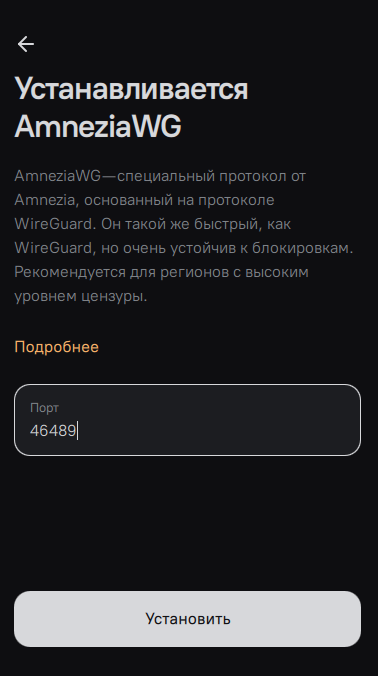 Устанавливается
AmneziaWG
AmneziaWG—специальный протокол от
Amnezia, основанный на протоколе
WireGuard. Он такой же быстрый, как
WireGuard, но очень устойчив к блокировкам.
Рекомендуется для регионов с высоким
уровнем цензуры.
Подробнее
Порт
46489
Установить